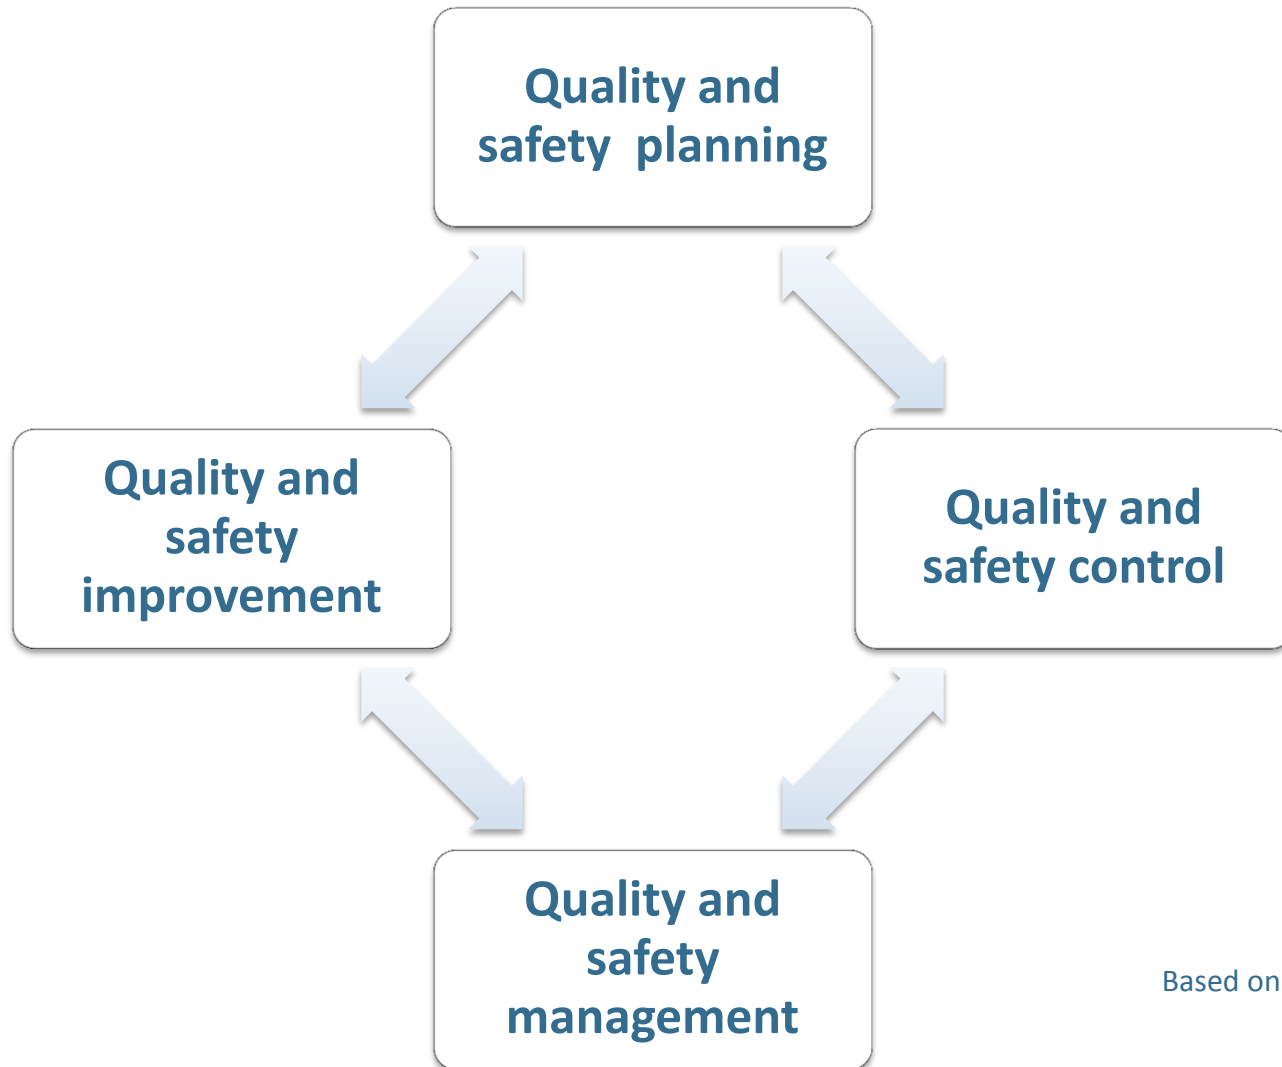 Quality and
safety  planning
Quality and
safety
improvement
Quality and
safety control
Quality and
safety
management
Based on